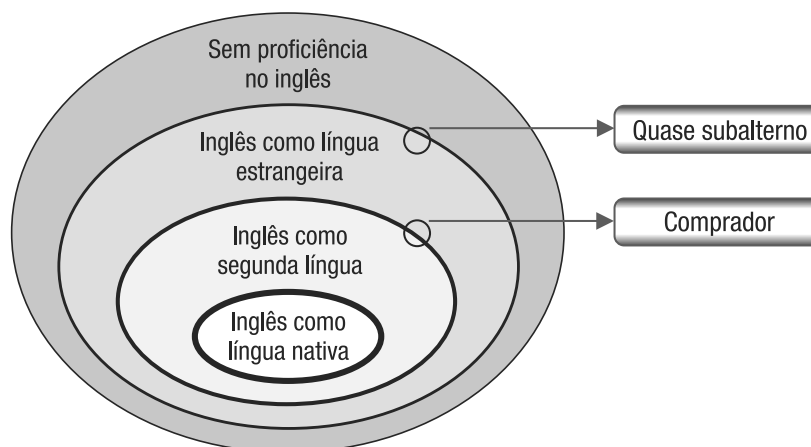 Sem proficiência
no inglês
Quase subalterno
Inglês como língua
estrangeira
Comprador
Inglês como
segunda língua
Inglês como
língua nativa